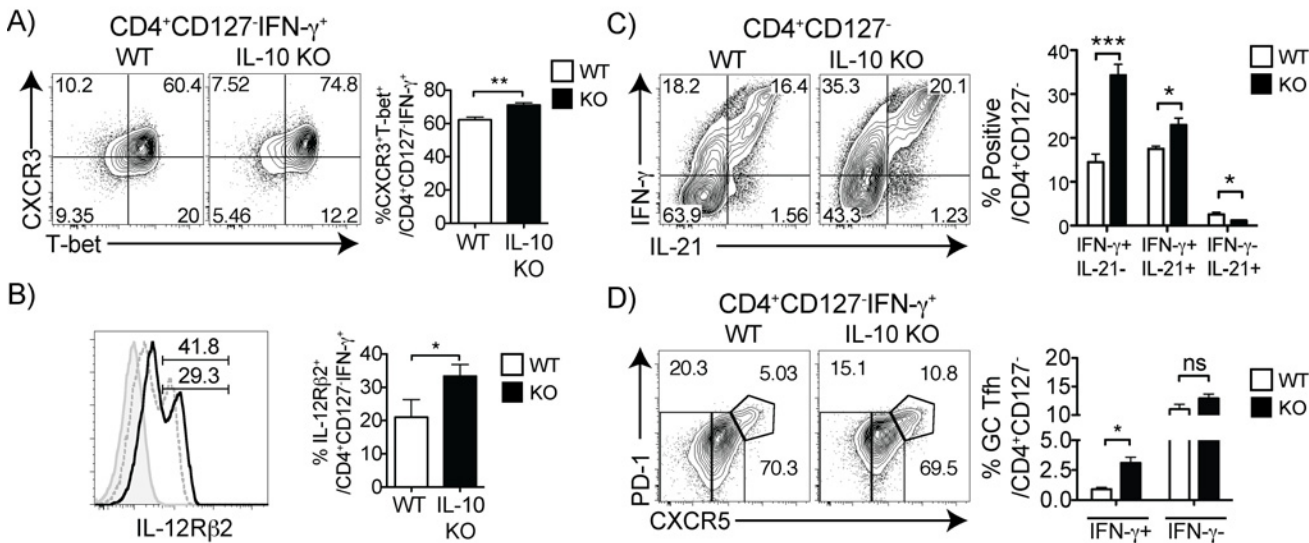 A)
CD4⁺CD127⁻IFN-γ⁺
WT
IL-10 KO
10.2
60.4
7.52
74.8
9.35
20
5.46
12.2
CXCR3
T-bet
%CXCR3⁺T-bet⁺
/CD4⁺CD127⁻IFN-γ⁺
80
60
40
20
0
**
WT
IL-10
KO
WT
KO
B)
41.8
29.3
IL-12Rβ2
% IL-12Rβ2⁺
/CD4⁺CD127⁻IFN-γ⁺
40
30
20
10
0
*
WT
IL-10
KO
WT
KO
C)
CD4⁺CD127⁻
WT
IL-10 KO
18.2
16.4
35.3
20.1
63.9
1.56
43.3
1.23
IFN-γ
IL-21
% Positive
/CD4⁺CD127⁻
40
30
20
10
0
***
*
*
IFN-γ+
IL-21-
IFN-γ+
IL-21+
IFN-γ-
IL-21+
WT
KO
D)
CD4⁺CD127⁻IFN-γ⁺
WT
IL-10 KO
20.3
5.03
15.1
10.8
70.3
69.5
PD-1
CXCR5
% GC Tfh
/CD4⁺CD127⁻
20
15
10
5.0
2.5
0.0
*
ns
IFN-γ+
IFN-γ-
WT
KO